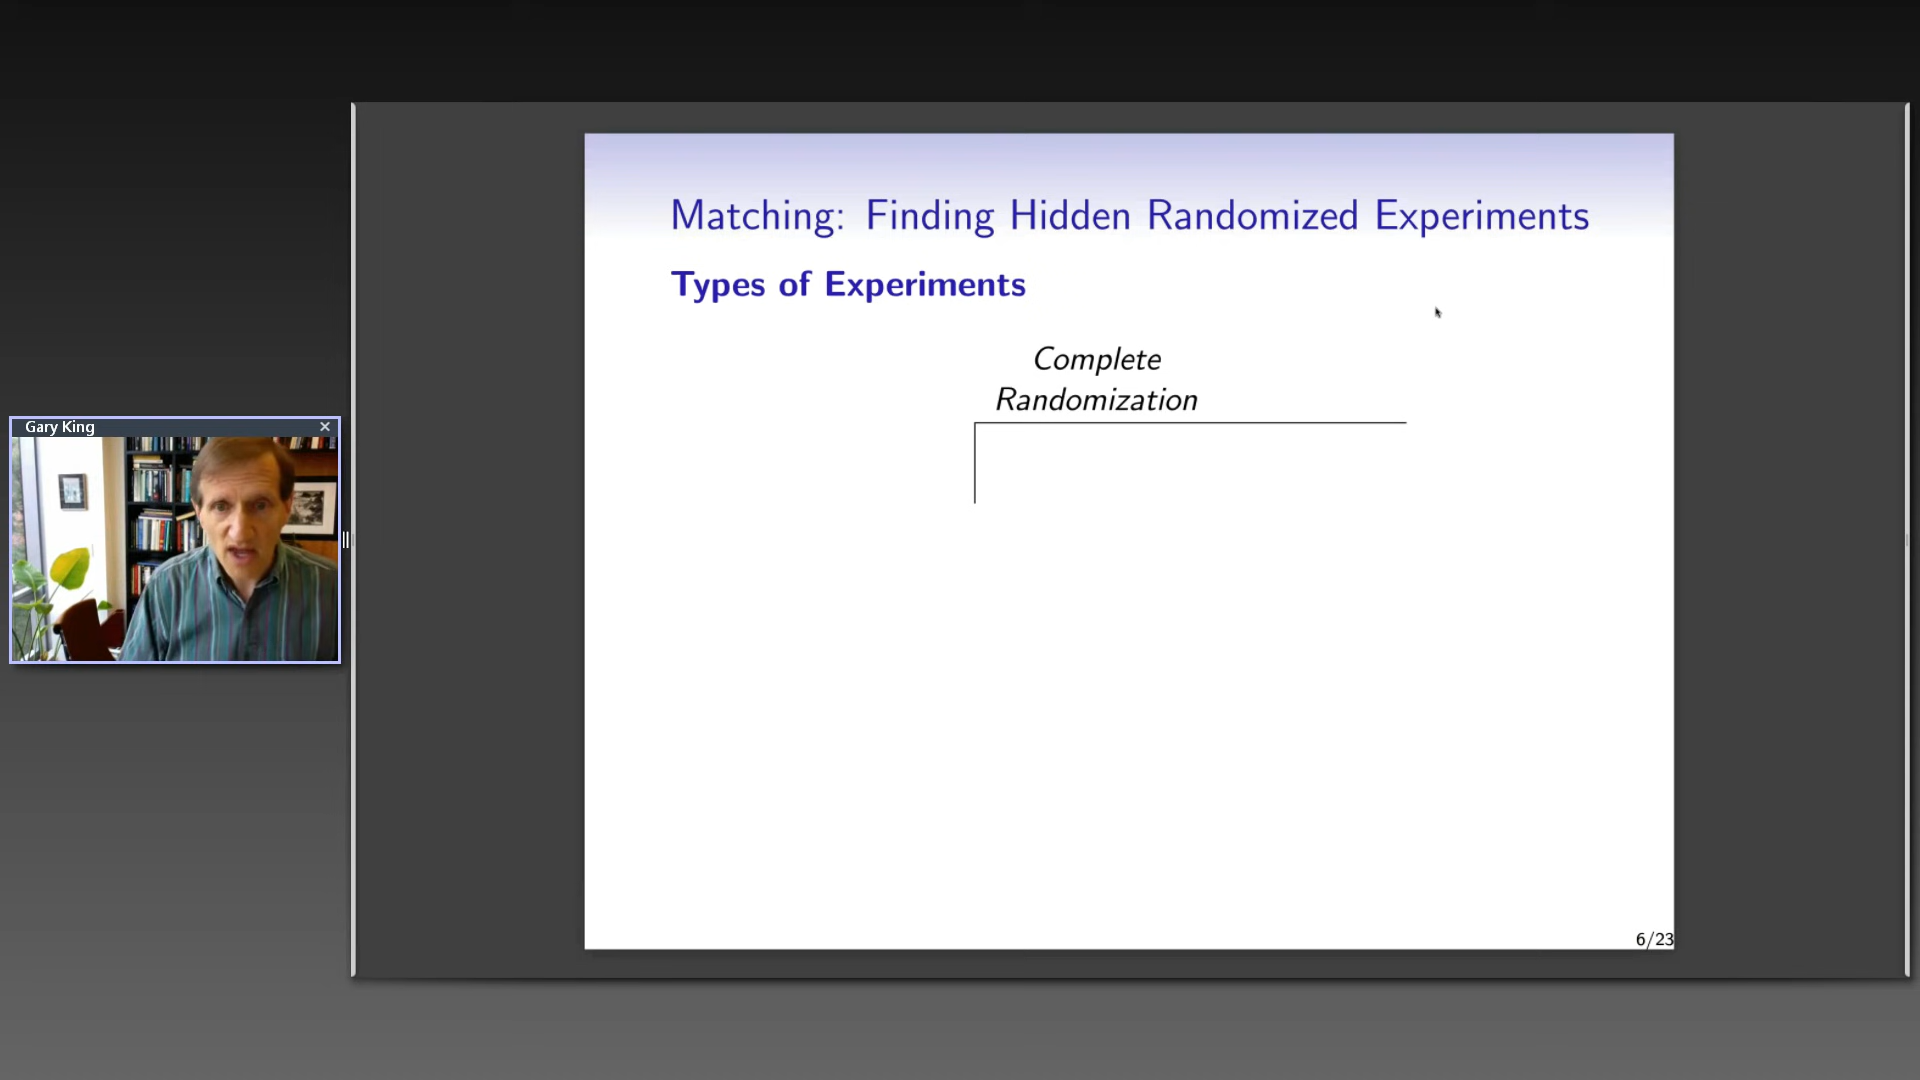 Matching: Finding Hidden Randomized Experiments
Types of Experiments
Complete
Randomization
Gary King
6/23